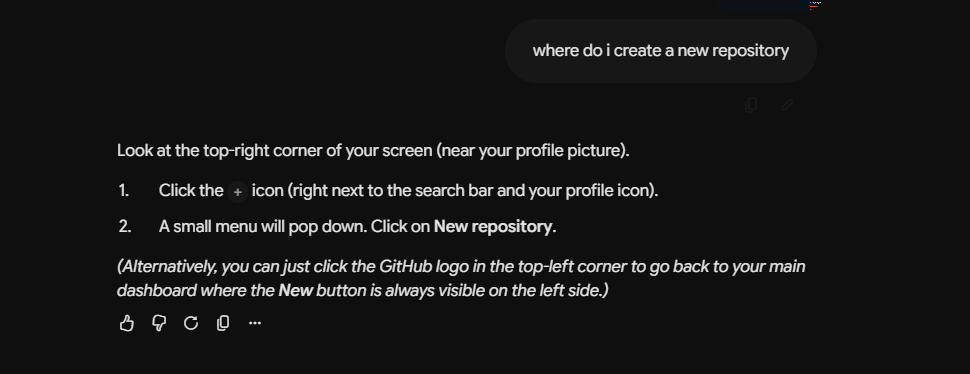 where do i create a new repository
Look at the top-right corner of your screen (near your profile picture).
1. Click the + icon (right next to the search bar and your profile icon).
2. A small menu will pop down. Click on New repository.
(Alternatively, you can just click the GitHub logo in the top-left corner to go back to your main
dashboard where the New button is always visible on the left side.)